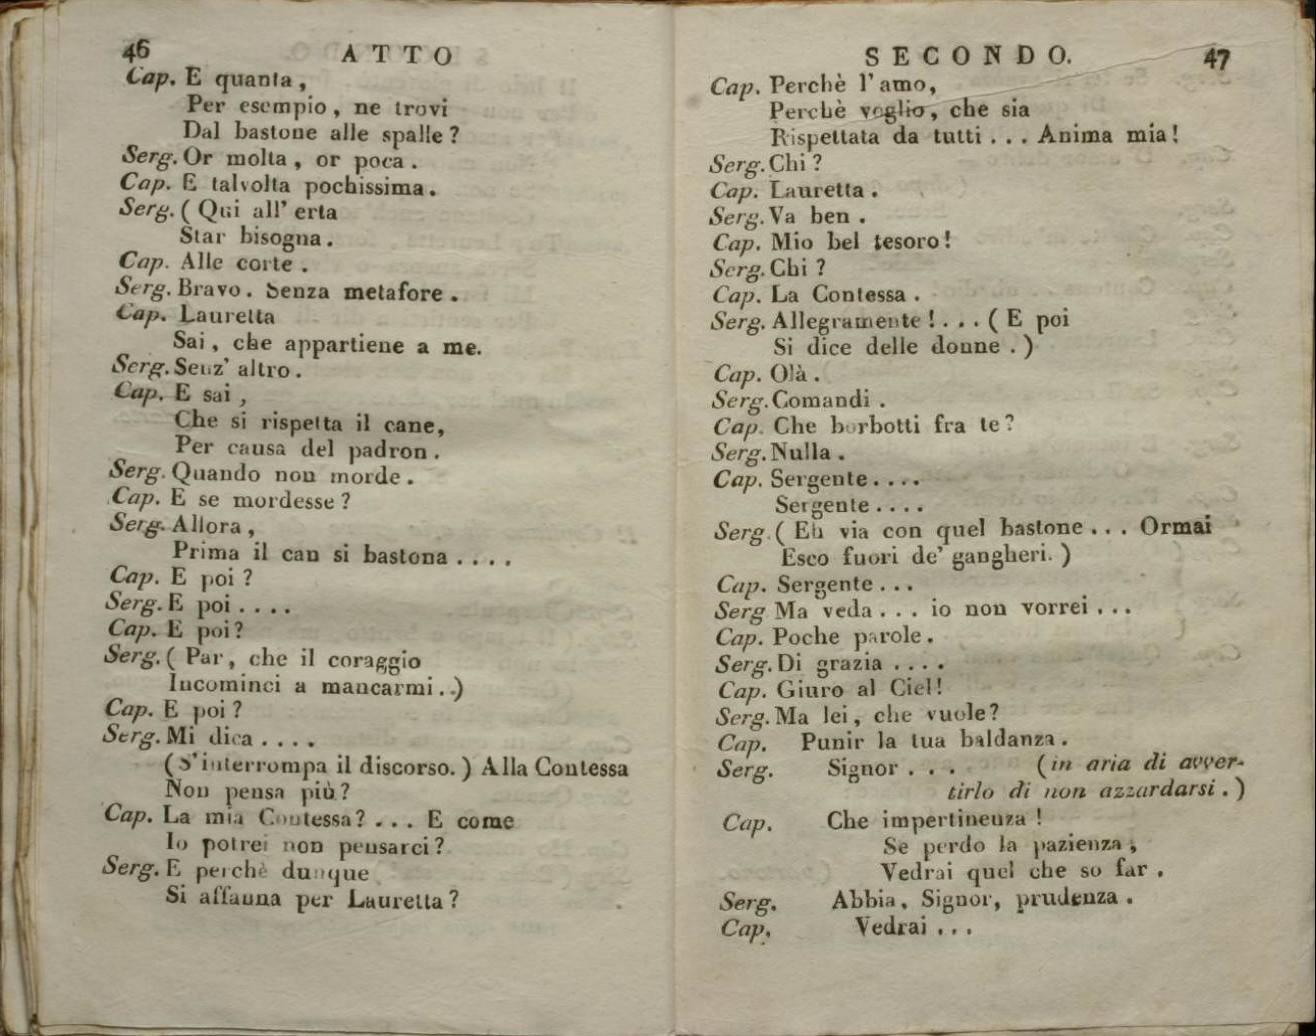 46 ATTO
Cap. E quanta,
Per esempio, ne trovi
Dal bastone alle spalle?
Serg. Or molta, or poca.
Cap. E talvolta pochissima.
Serg. (Qui all' erta
Star bisogna.
Cap. Alle corte.
Serg. Bravo. Senza metafore.
Cap. Lauretta
Sai, che appartiene a me.
Serg. Senz' altro.
Cap. E sai,
Che si rispetta il cane,
Per causa del padron.
Serg. Quando non morde.
Cap. E se mordesse?
Serg. Allora,
Prima il can si bastona....
Cap. E poi?
Serg. E poi....
Cap. E poi?
Serg. (Par, che il coraggio
Incominci a mancarmi..)
Cap. E poi?
Serg. Mi dica....
(S'interrompa il discorso.) Alla Contessa
Non pensa più?
Cap. La mia Contessa?... E come
Io potrei non pensarci?
Serg. E perchè dunque
Si affanna per Lauretta?
SECONDO. 47
Cap. Perchè l' amo,
Perchè voglio, che sia
Rispettata da tutti... Anima mia!
Serg. Chi?
Cap. Lauretta.
Serg. Va ben.
Cap. Mio bel tesoro!
Serg. Chi?
Cap. La Contessa.
Serg. Allegramente!...(E poi
Si dice delle donne.)
Cap. Olà.
Serg. Comandi.
Cap. Che borbotti fra te?
Serg. Nulla.
Cap. Sergente....
Sergente....
Serg. (Eh via con quel bastone... Ormai
Esco fuori de' gangheri.)
Cap. Sergente...
Serg Ma veda... io non vorrei...
Cap. Poche parole.
Serg. Di grazia....
Cap. Giuro al Ciel!
Serg. Ma lei, che vuole?
Cap. Punir la tua baldanza.
Serg. Signor... (in aria di avver-
tirlo di non azzardarsi.)
Cap. Che impertinenza!
Se perdo la pazienza,
Vedrai quel che so far.
Serg. Abbia, Signor, prudenza.
Cap. Vedrai...